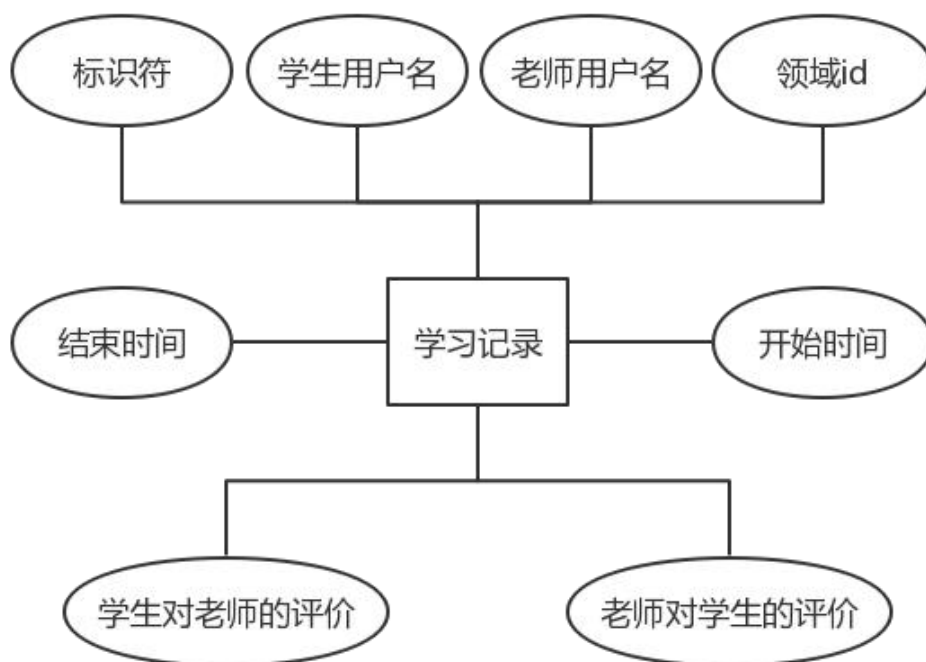 标识符
学生用户名
老师用户名
领域id
结束时间
学习记录
开始时间
学生对老师的评价
老师对学生的评价